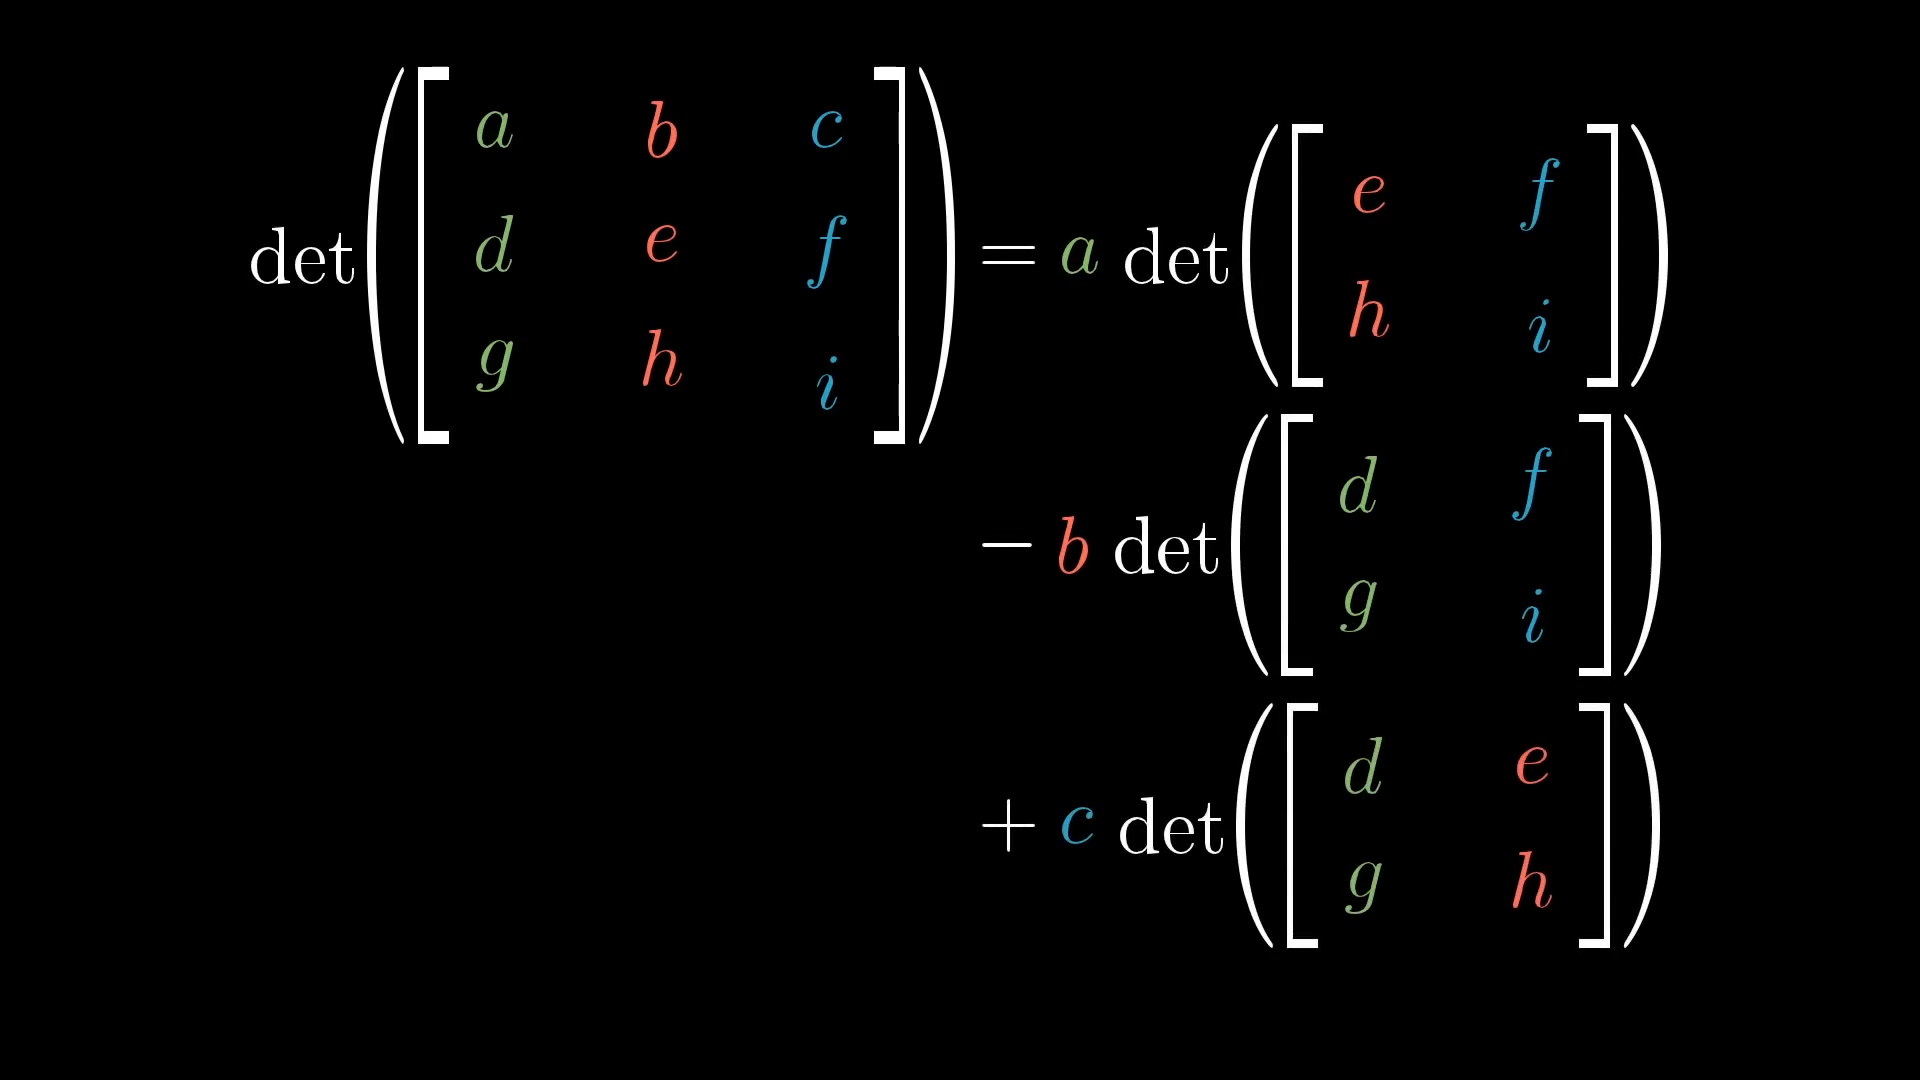 det([a b c
d e f
g h i]) = a det([e f
h i])
− b det([d f
g i])
+ c det([d e
g h])